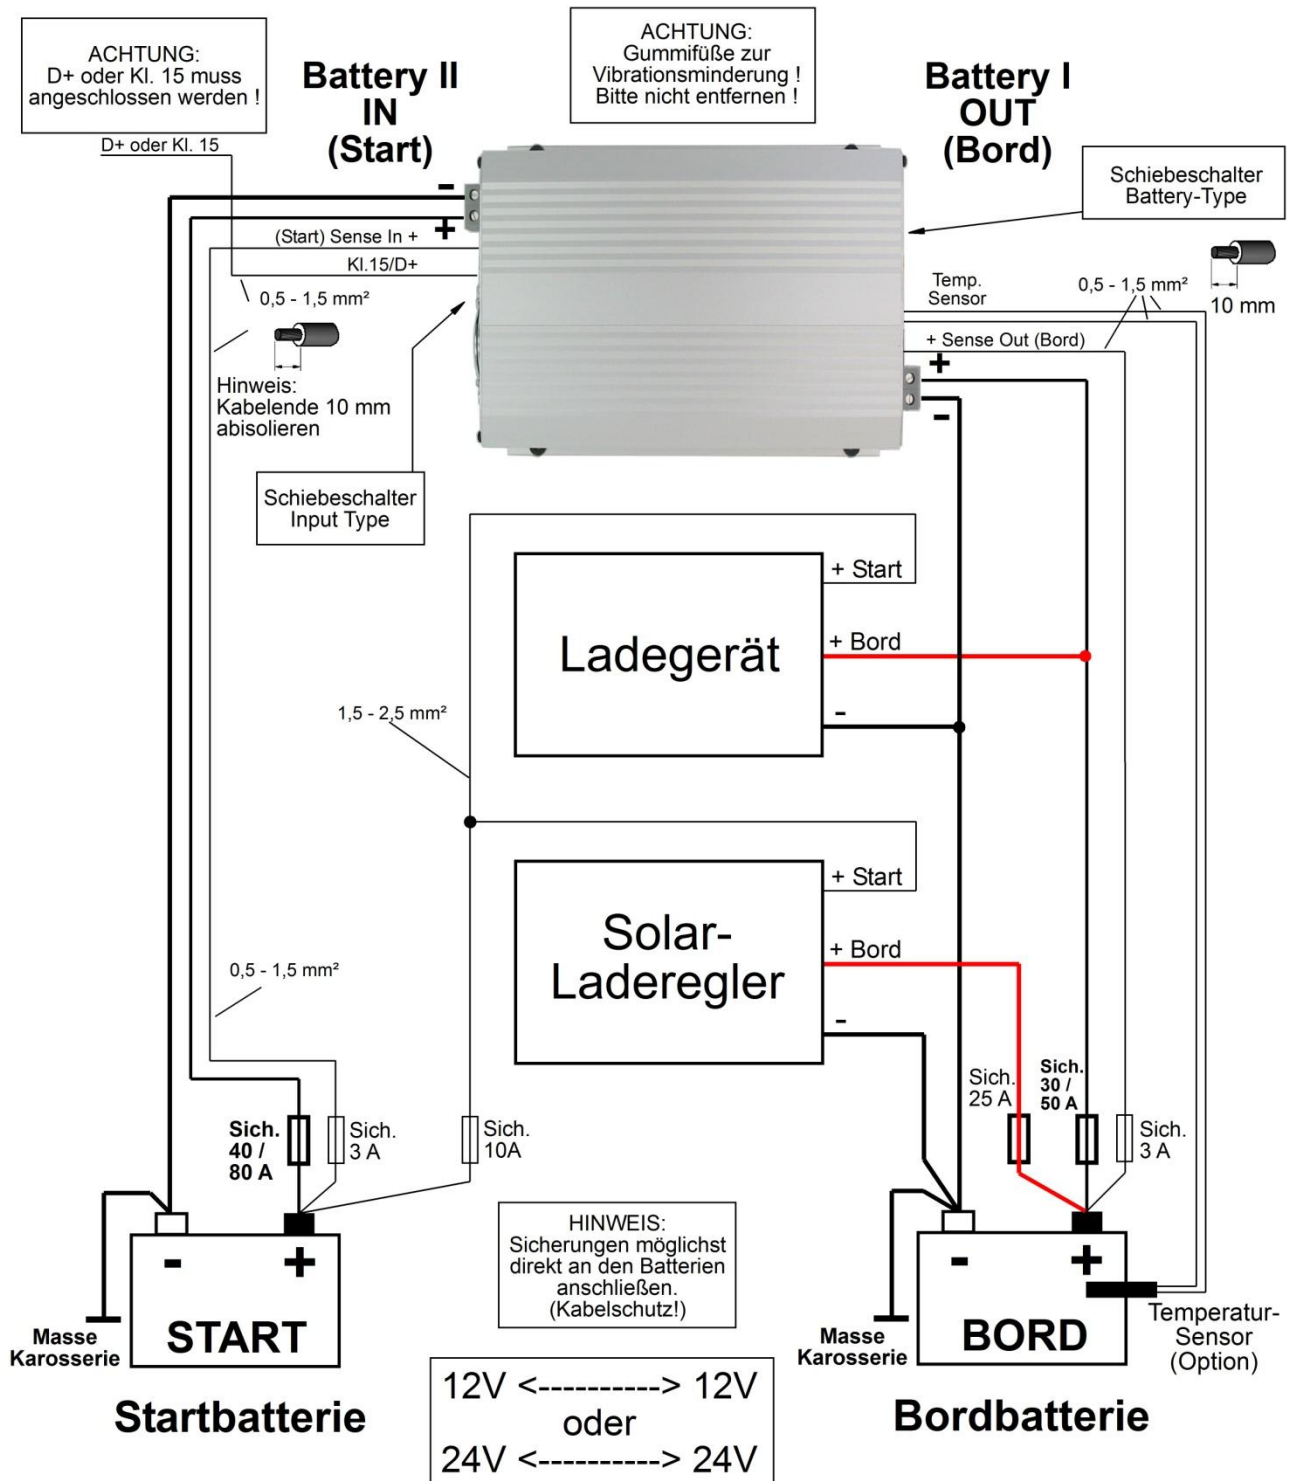 ACHTUNG:
D+ oder Kl. 15 muss
angeschlossen werden !
Battery II
IN
(Start)
ACHTUNG:
Gummifüße zur
Vibrationsminderung !
Bitte nicht entfernen !
Battery I
OUT
(Bord)
Schiebeschalter
Battery-Type
D+ oder Kl. 15
-
+
(Start) Sense In +
Kl.15/D+
0,5 - 1,5 mm²
Hinweis:
Kabelende 10 mm
abisolieren
Schiebeschalter
Input Type
Temp.
Sensor
0,5 - 1,5 mm²
10 mm
+ Sense Out (Bord)
+
-
Ladegerät
+ Start
+ Bord
-
1,5 - 2,5 mm²
Solar-
Laderegler
+ Start
+ Bord
-
0,5 - 1,5 mm²
Sich.
40 /
80 A
Sich.
3 A
Sich.
10A
Sich.
25 A
Sich.
30 /
50 A
Sich.
3 A
- +
START
Masse
Karosserie
Startbatterie
HINWEIS:
Sicherungen möglichst
direkt an den Batterien
anschließen.
(Kabelschutz!)
12V <----------> 12V
oder
24V <----------> 24V
- +
BORD
Masse
Karosserie
Temperatur-
Sensor
(Option)
Bordbatterie